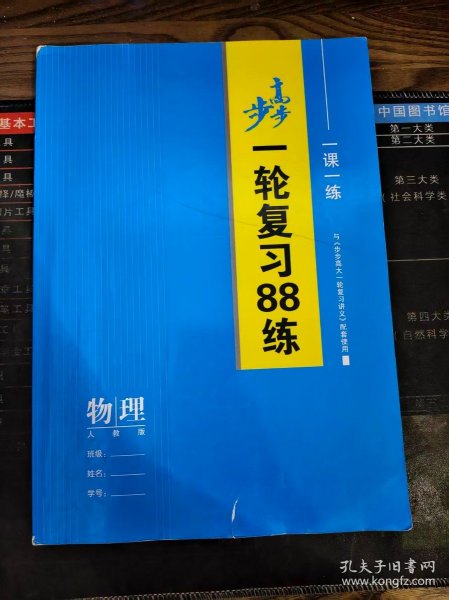 步步高
一轮复习88练
一课一练
与《步步高大一轮复习讲义》配套使用
物理
人教版
班级：
姓名：
学号：
基本工
具
具
具
片工具
中国图书馆
第一大类
第二大类
第三大类
（社会科学类
第四大类
（自然科学
孔夫子旧书网
www.kongfz.com